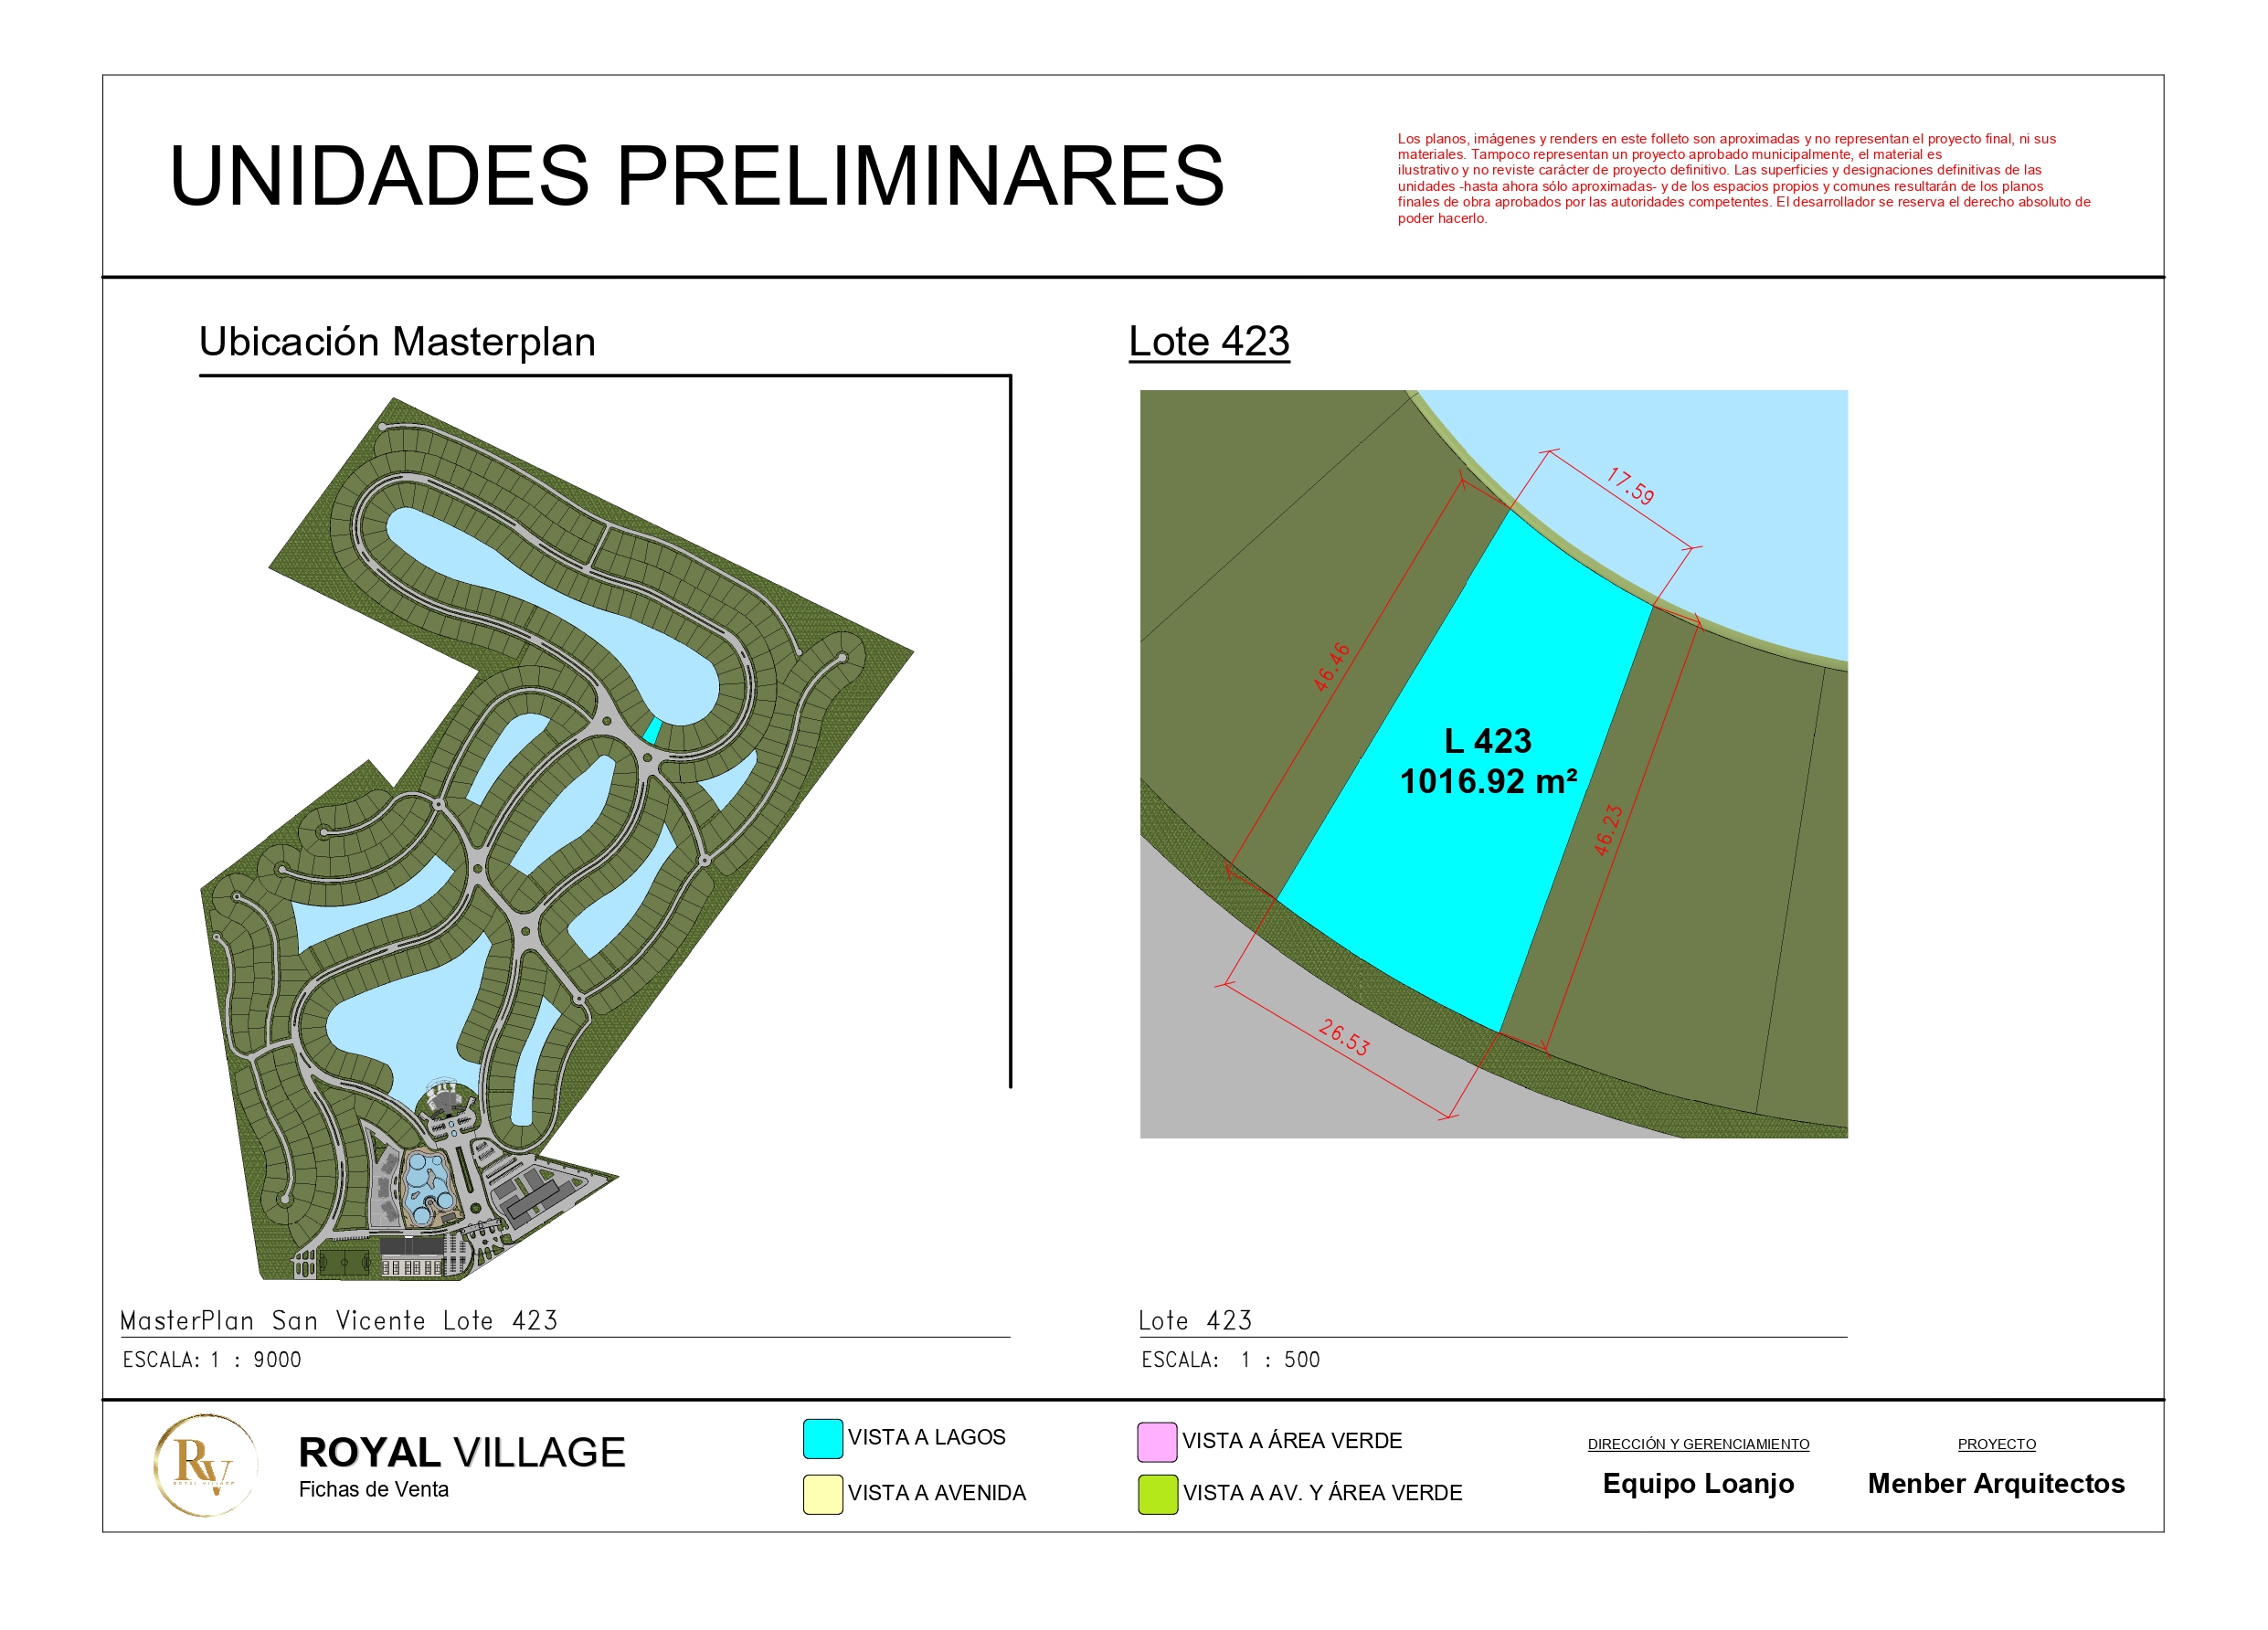 UNIDADES PRELIMINARES
Los planos, imágenes y renders en este folleto son aproximadas y no representan el proyecto final, ni sus
materiales. Tampoco representan un proyecto aprobado municipalmente, el material es
ilustrativo y no reviste carácter de proyecto definitivo. Las superficies y designaciones definitivas de las
unidades -hasta ahora sólo aproximadas- y de los espacios propios y comunes resultarán de los planos
finales de obra aprobados por las autoridades competentes. El desarrollador se reserva el derecho absoluto de
poder hacerlo.
Ubicación Masterplan
Lote 423
17.59
46.46
L 423
1016.92 m²
46.23
26.53
MasterPlan San Vicente Lote 423
ESCALA: 1 : 9000
Lote 423
ESCALA: 1 : 500
RV
ROYAL VILLAGE
ROYAL VILLAGE
Fichas de Venta
VISTA A LAGOS
VISTA A AVENIDA
VISTA A ÁREA VERDE
VISTA A AV. Y ÁREA VERDE
DIRECCIÓN Y GERENCIAMIENTO
Equipo Loanjo
PROYECTO
Menber Arquitectos